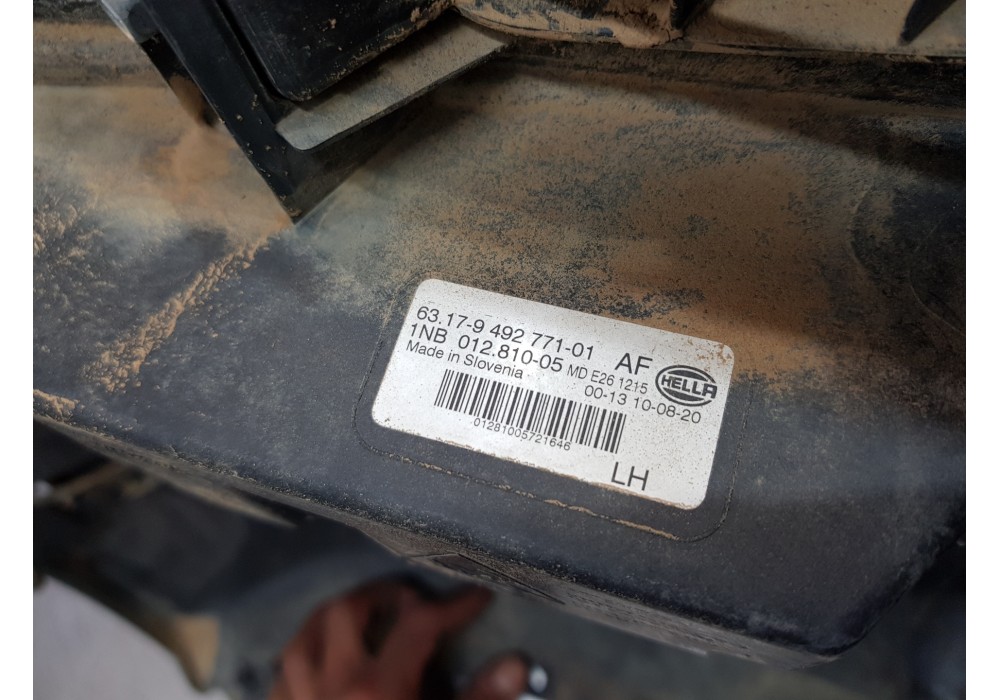 63.17-9 492 771-01 AF
1NB 012.810-05 MD E26 1215
Made in Slovenia 00-13 10-08-20
HELLA
01281005721646
LH